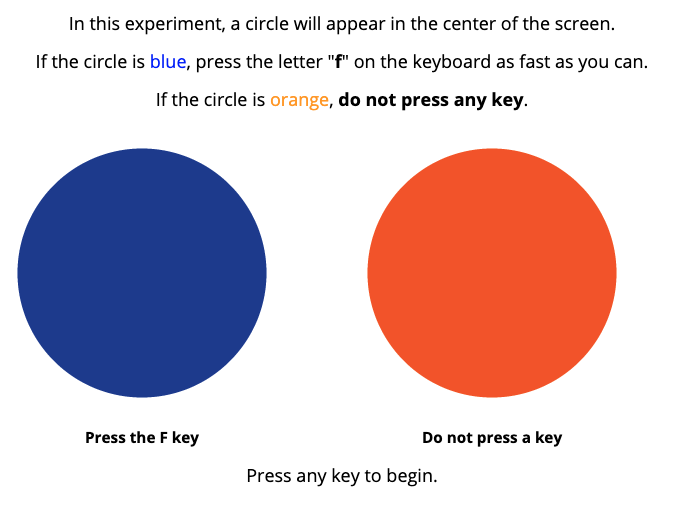 In this experiment, a circle will appear in the center of the screen.
If the circle is blue, press the letter "f" on the keyboard as fast as you can.
If the circle is orange, do not press any key.
Press the F key
Do not press a key
Press any key to begin.